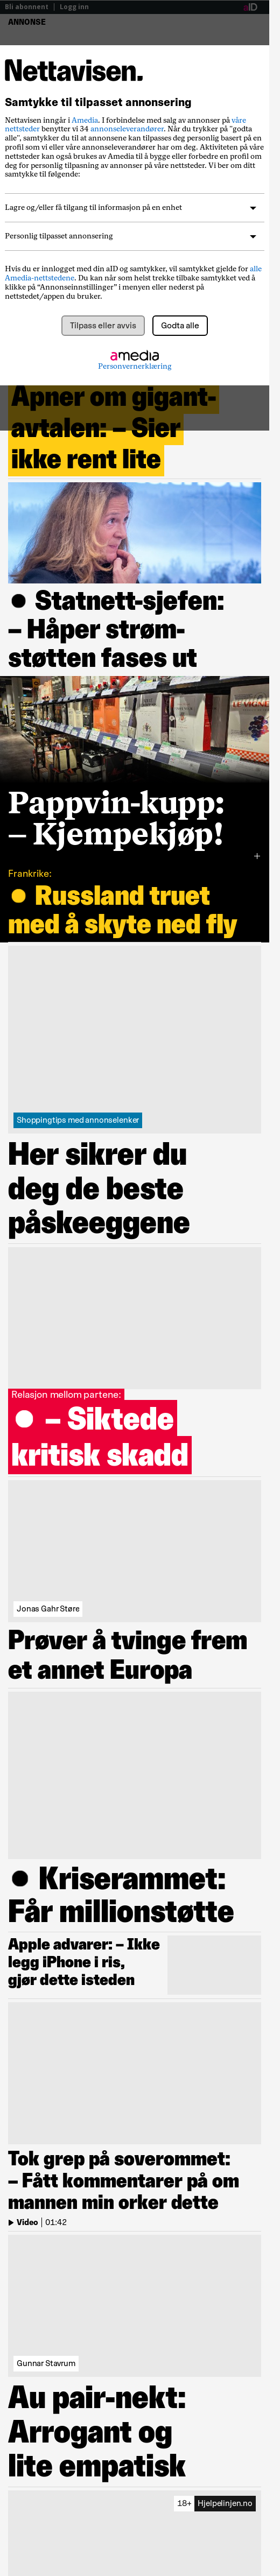 Bli abonnent | Logg inn
aID
ANNONSE
Nettavisen.
Samtykke til tilpasset annonsering
Nettavisen inngår i Amedia. I forbindelse med salg av annonser på våre
nettsteder benytter vi 34 annonseleverandører. Når du trykker på "godta
alle", samtykker du til at annonser kan tilpasses deg personlig basert på en
profil som vi eller våre annonseleverandører har om deg. Aktiviteten på våre
nettsteder kan også brukes av Amedia til å bygge eller forbedre en profil om
deg for personlig tilpasning av annonser på våre nettsteder. Vi ber om ditt
samtykke til følgende:
Lagre og/eller få tilgang til informasjon på en enhet
Personlig tilpasset annonsering
Hvis du er innlogget med din aID og samtykker, vil samtykket gjelde for alle
Amedia-nettstedene. Du kan når som helst trekke tilbake samtykket ved å
klikke på “Annonseinnstillinger” i menyen eller nederst på
nettstedet/appen du bruker.
Tilpass eller avvis
Godta alle
amedia
Personvernerklæring
Åpner om gigant-
avtalen: – Sier
ikke rent lite
● Statnett-sjefen:
– Håper strøm-
støtten fases ut
Pappvin-kupp:
– Kjempekjøp!
Frankrike:
● Russland truet
med å skyte ned fly
Shoppingtips med annonselenker
Her sikrer du
deg de beste
påskeeggene
Relasjon mellom partene:
● – Siktede
kritisk skadd
Jonas Gahr Støre
Prøver å tvinge frem
et annet Europa
● Kriserammet:
Får millionstøtte
Apple advarer: – Ikke
legg iPhone i ris,
gjør dette isteden
Tok grep på soverommet:
– Fått kommentarer på om
mannen min orker dette
Video | 01:42
Gunnar Stavrum
Au pair-nekt:
Arrogant og
lite empatisk
18+ Hjelpelinjen.no